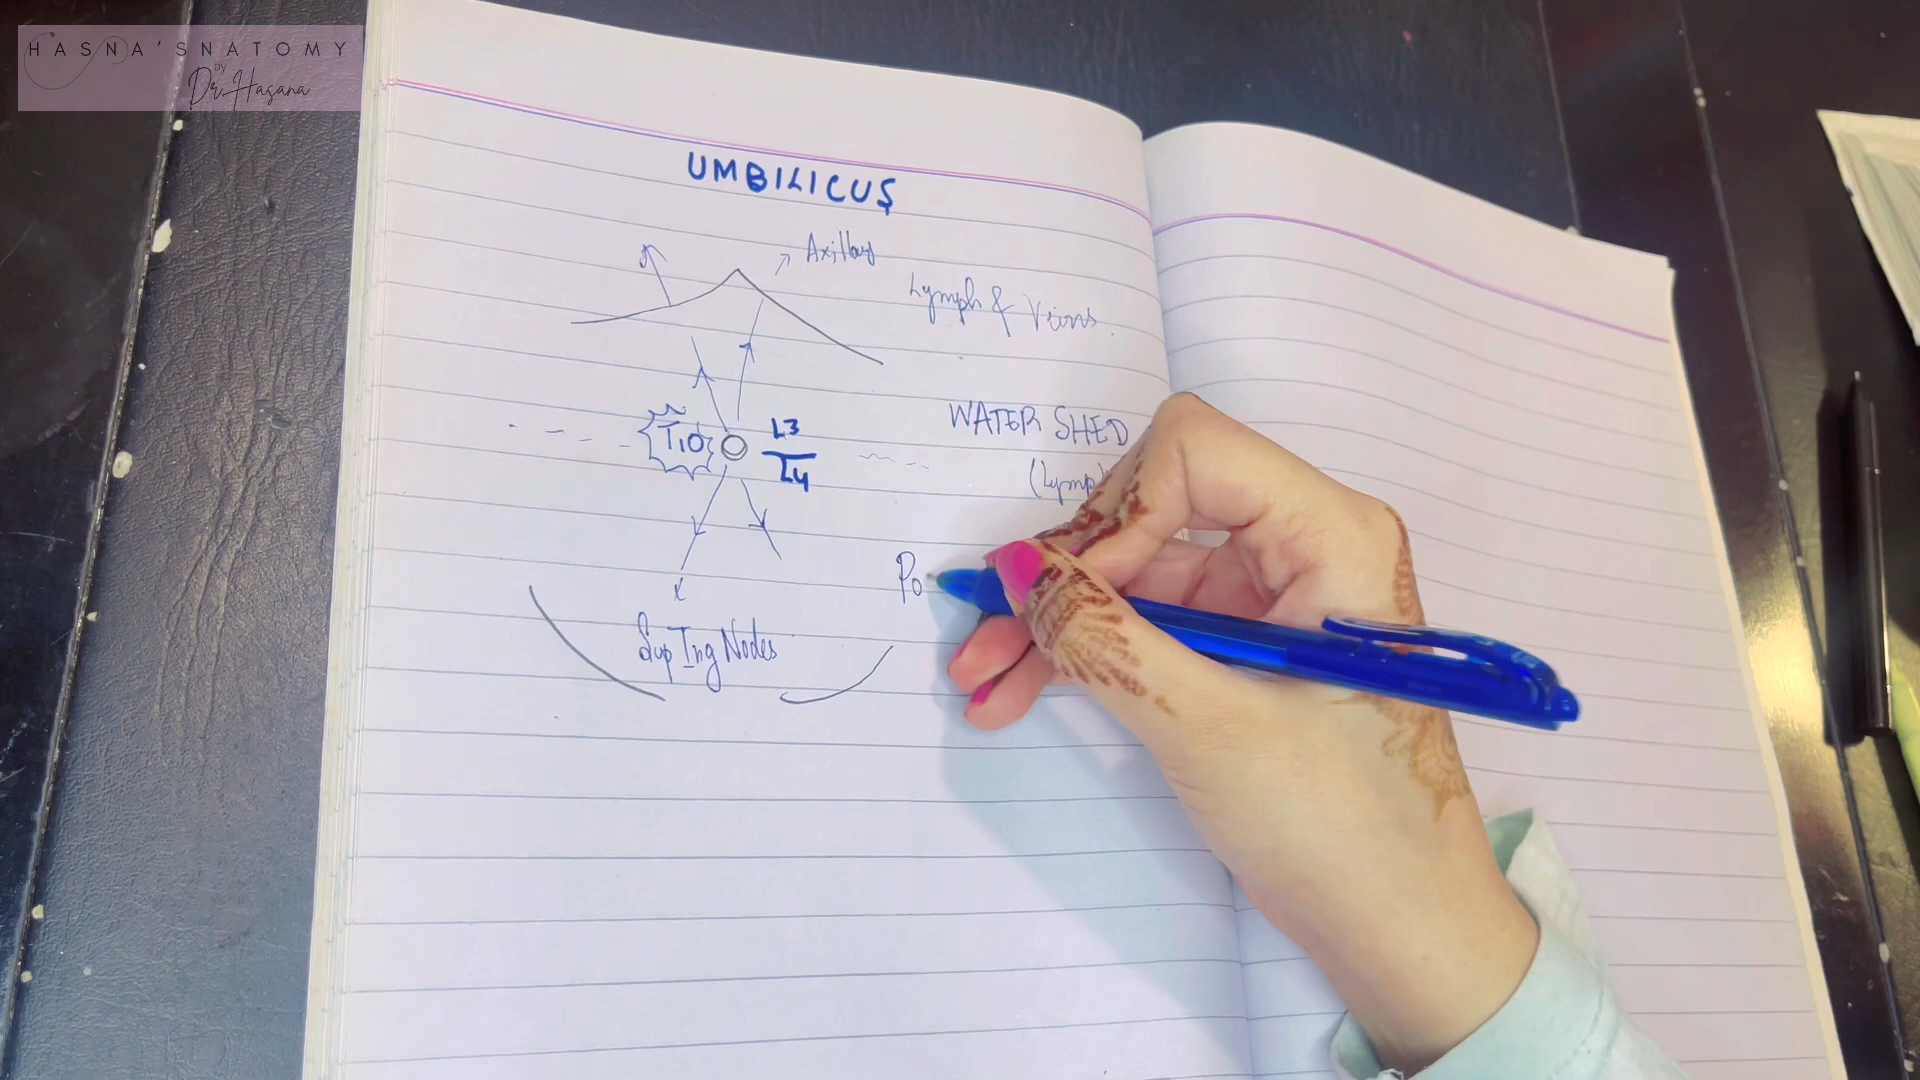 HASNA'SNATOMY
BY
Dr.Hasana
UMBILICUS
Axillary
Lymph & Veins
T10
L3
L4
WATER SHED
(Lymph
Po
Sup Ing Nodes